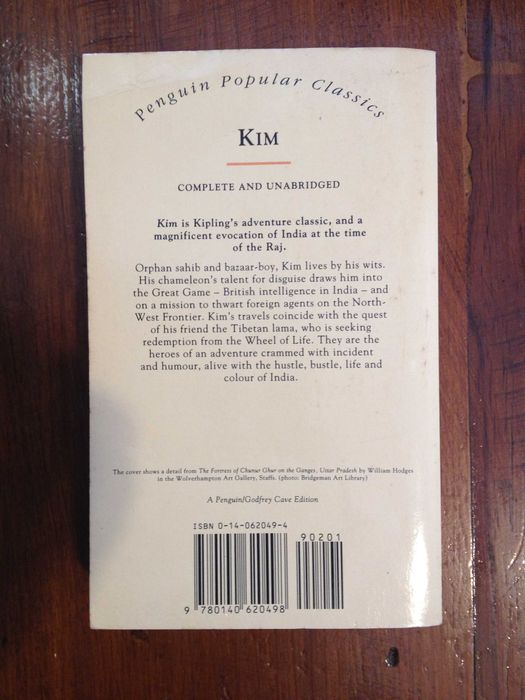 Penguin Popular Classics
KIM
COMPLETE AND UNABRIDGED
Kim is Kipling's adventure classic, and a
magnificent evocation of India at the time
of the Raj.
Orphan sahib and bazaar-boy, Kim lives by his wits.
His chameleon's talent for disguise draws him into
the Great Game – British intelligence in India – and
on a mission to thwart foreign agents on the North-
West Frontier. Kim's travels coincide with the quest
of his friend the Tibetan lama, who is seeking
redemption from the Wheel of Life. They are the
heroes of an adventure crammed with incident
and humour, alive with the hustle, bustle, life and
colour of India.
The cover shows a detail from The Fortress of Chunur Ghur on the Ganges, Uttar Pradesh by William Hodges
in the Wolverhampton Art Gallery, Staffs. (photo: Bridgeman Art Library)
A Penguin/Godfrey Cave Edition
ISBN 0-14-062049-4
90201
9 780140 620498